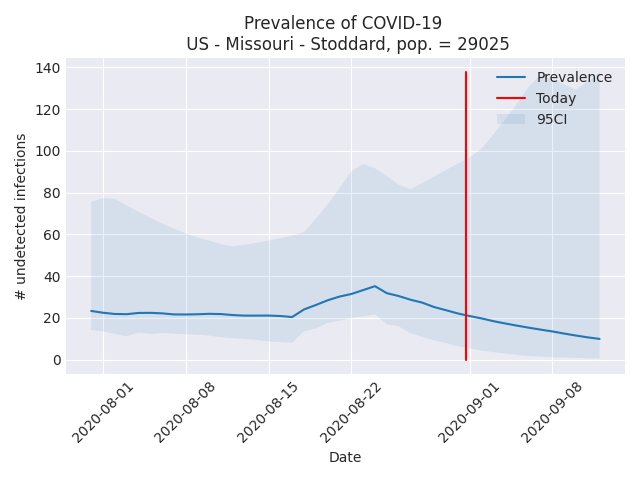 Prevalence of COVID-19
US - Missouri - Stoddard, pop. = 29025
140
120
100
80
60
40
20
0
# undetected infections
Prevalence
Today
95CI
2020-08-01
2020-08-08
2020-08-15
2020-08-22
2020-09-01
2020-09-08
Date